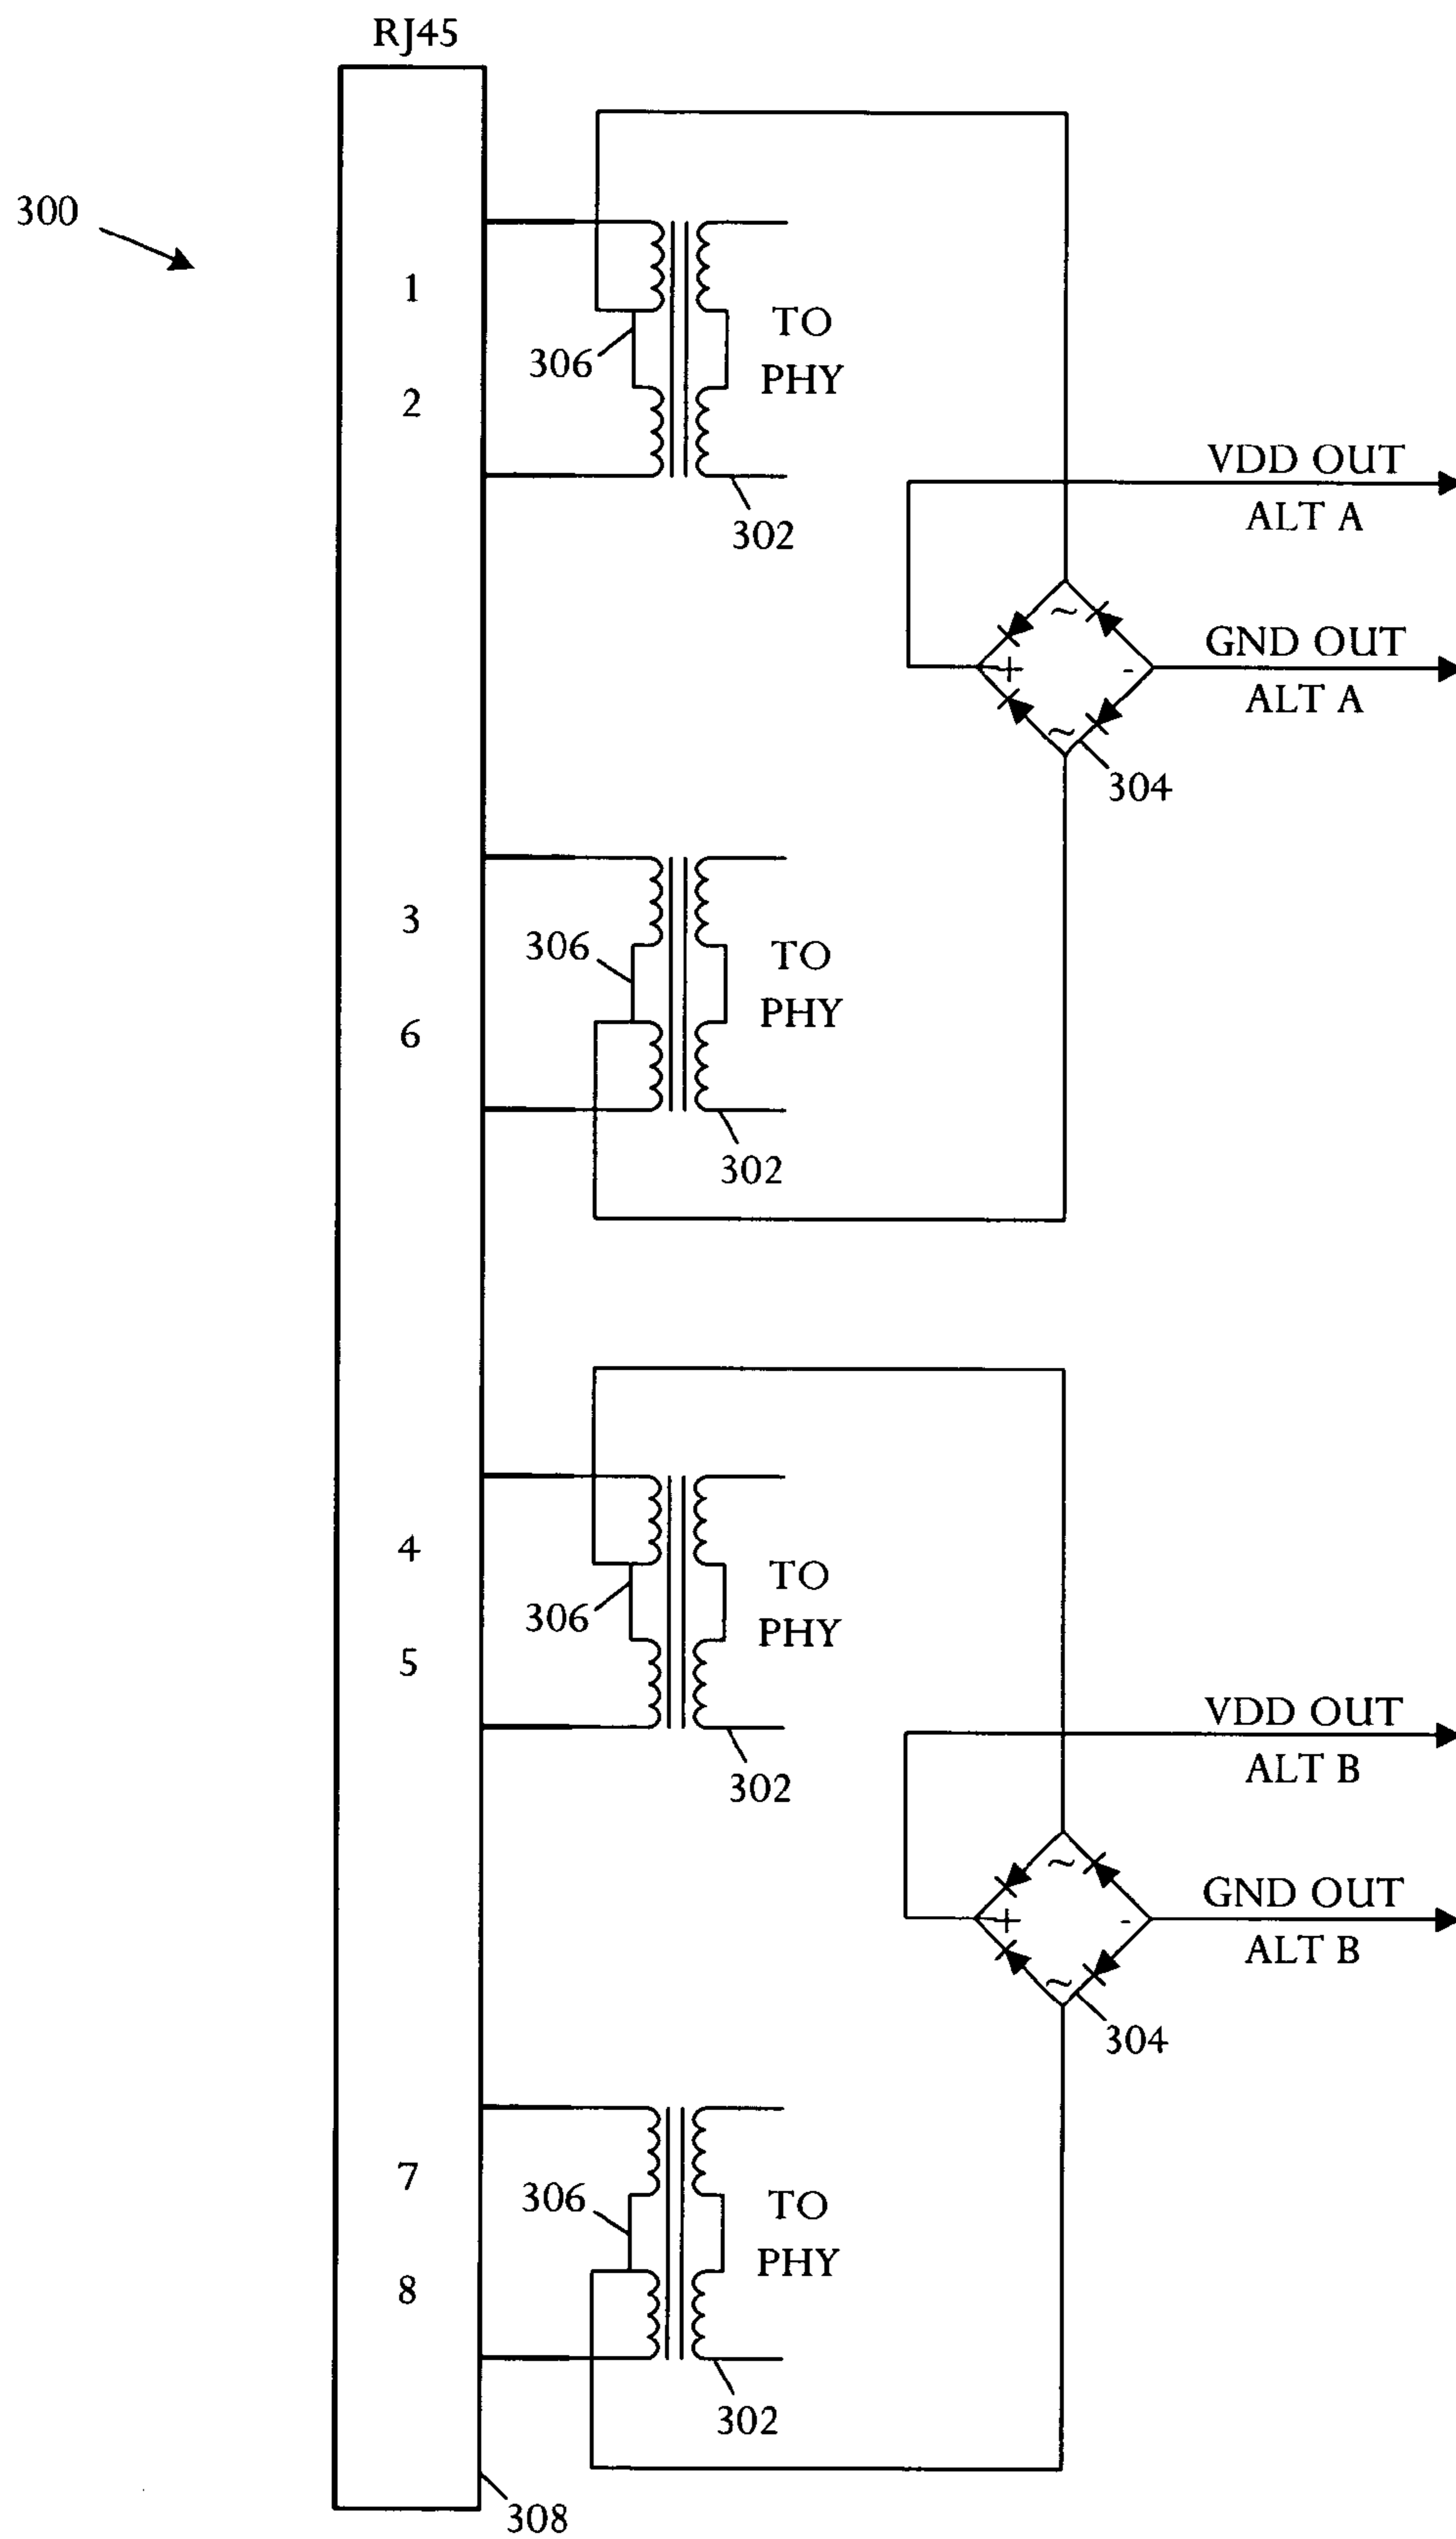 RJ45
300
1
2
306
TO
PHY
302
VDD OUT
ALT A
~
+
-
~
GND OUT
ALT A
304
3
6
306
TO
PHY
302
4
5
306
TO
PHY
302
VDD OUT
ALT B
~
+
-
~
GND OUT
ALT B
304
7
8
306
TO
PHY
302
308